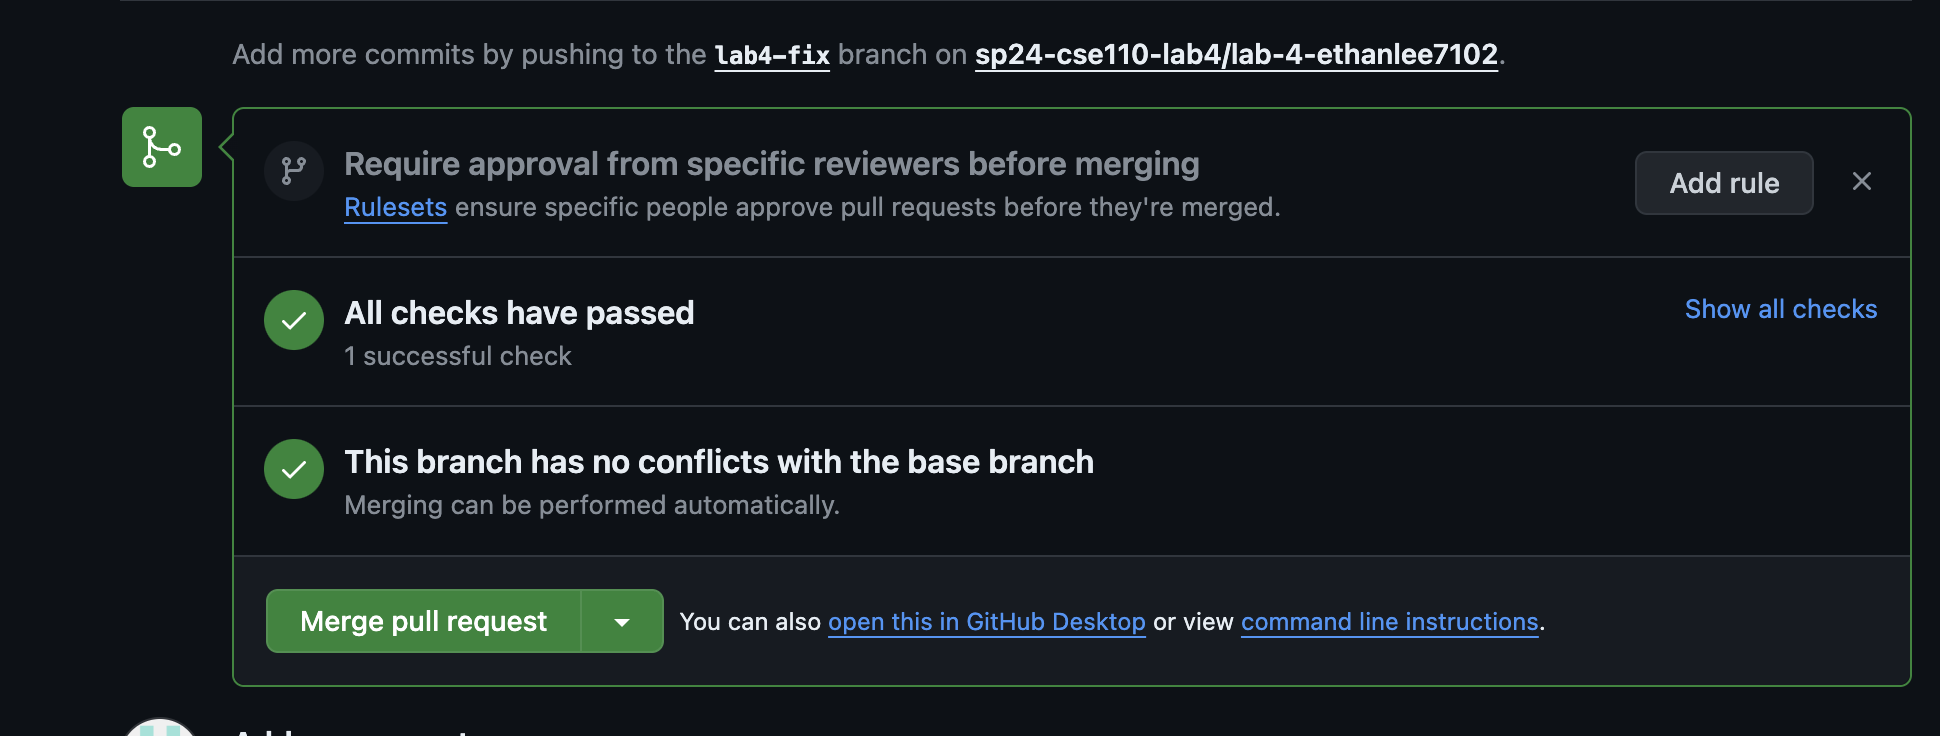 Add more commits by pushing to the lab4-fix branch on sp24-cse110-lab4/lab-4-ethanlee7102.
Require approval from specific reviewers before merging
Rulesets ensure specific people approve pull requests before they're merged.
Add rule
All checks have passed
1 successful check
Show all checks
This branch has no conflicts with the base branch
Merging can be performed automatically.
Merge pull request
You can also open this in GitHub Desktop or view command line instructions.